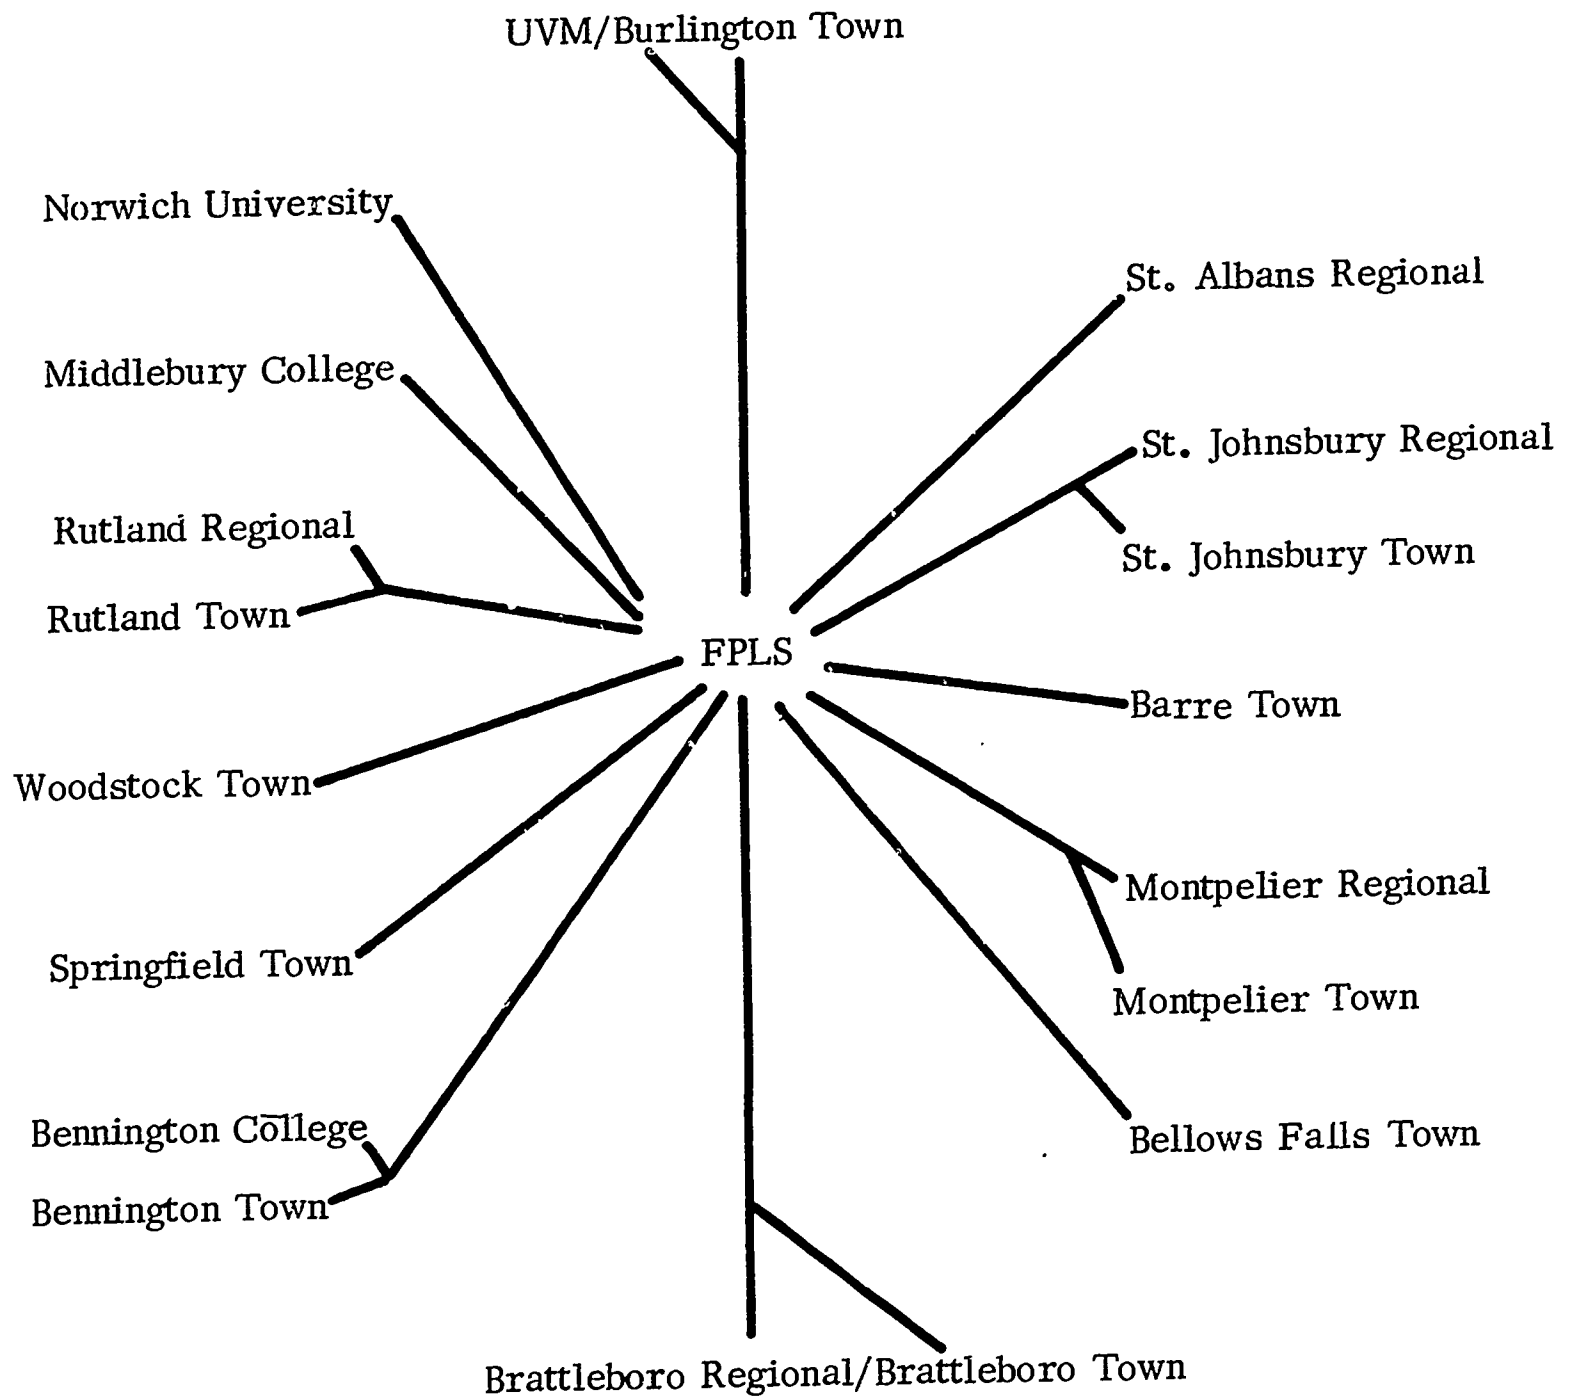 UVM/Burlington Town
Norwich University
St. Albans Regional
Middlebury College
St. Johnsbury Regional
Rutland Regional
St. Johnsbury Town
Rutland Town
FPLS
Barre Town
Woodstock Town
Montpelier Regional
Springfield Town
Montpelier Town
Bennington College
Bellows Falls Town
Bennington Town
Brattleboro Regional/Brattleboro Town